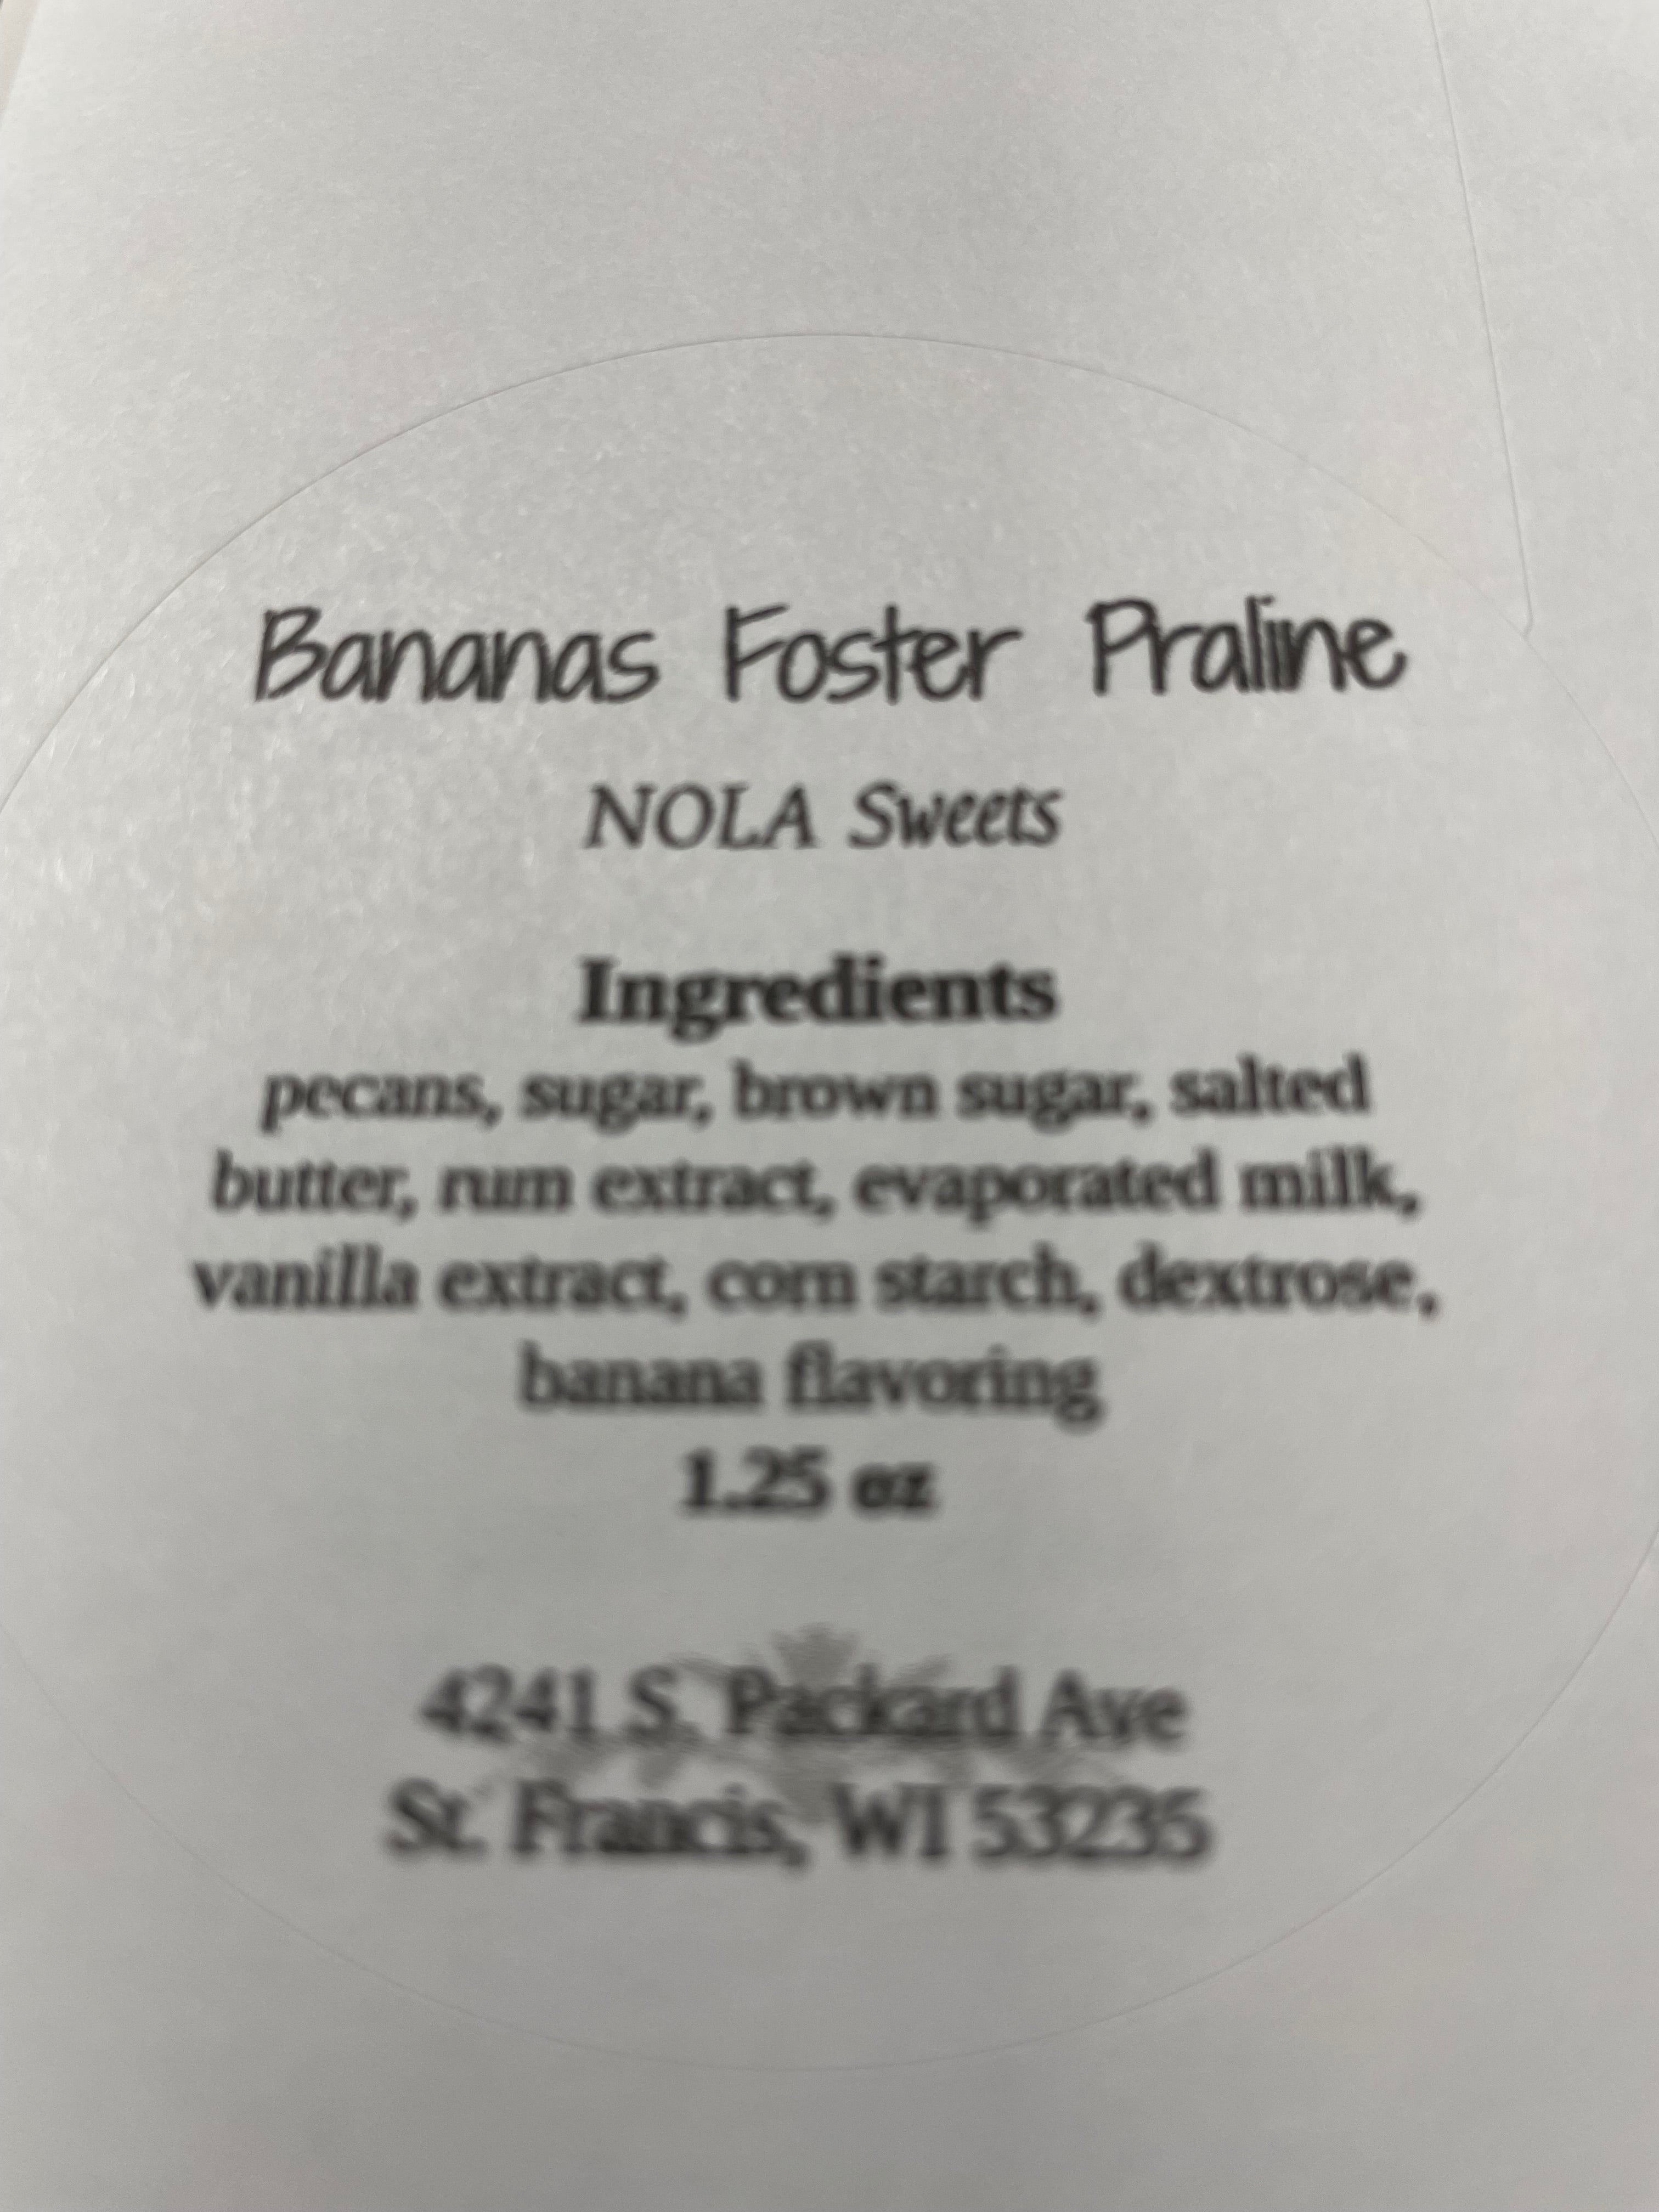 Bananas Foster Praline
NOLA Sweets
Ingredients
pecans, sugar, brown sugar, salted
butter, rum extract, evaporated milk,
vanilla extract, corn starch, dextrose,
banana flavoring
1.25 oz
4241 S. Packard Ave
St. Francis, WI 53235